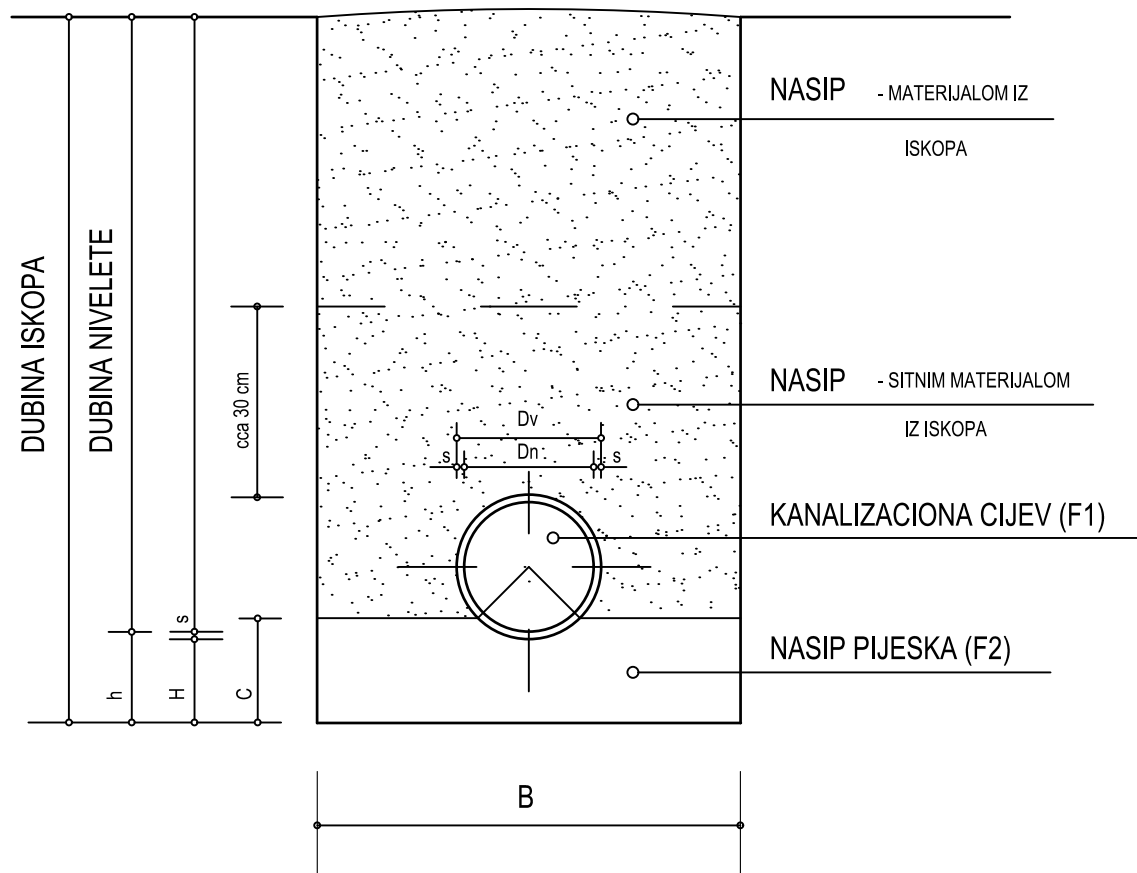 NASIP - MATERIJALOM IZ
ISKOPA
DUBINA ISKOPA
DUBINA NIVELETE
cca 30 cm
NASIP - SITNIM MATERIJALOM
IZ ISKOPA
Dv
s Dn s
KANALIZACIONA CIJEV (F1)
s
NASIP PIJESKA (F2)
h H C
B